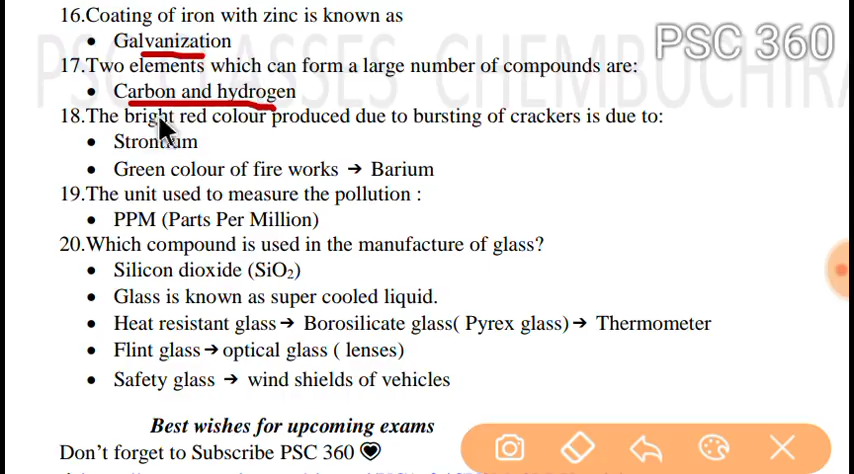 16.Coating of iron with zinc is known as
• Galvanization
PSC 360
PSC CLASSES CHEMBUCHIRA
17.Two elements which can form a large number of compounds are:
• Carbon and hydrogen
18.The bright red colour produced due to bursting of crackers is due to:
• Strontium
• Green colour of fire works → Barium
19.The unit used to measure the pollution :
• PPM (Parts Per Million)
20.Which compound is used in the manufacture of glass?
• Silicon dioxide (SiO₂)
• Glass is known as super cooled liquid.
• Heat resistant glass → Borosilicate glass( Pyrex glass) → Thermometer
• Flint glass → optical glass ( lenses)
• Safety glass → wind shields of vehicles
Best wishes for upcoming exams
Don’t forget to Subscribe PSC 360